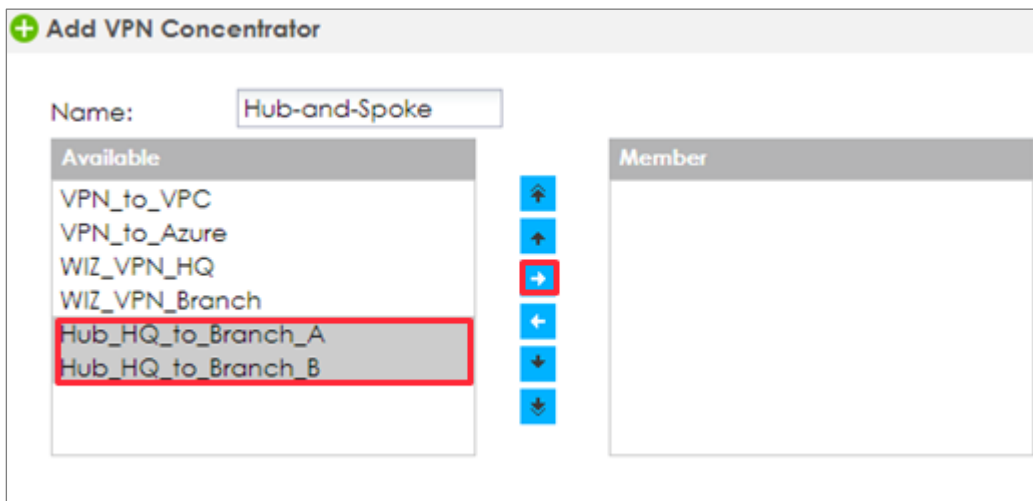 Add VPN Concentrator
Name: Hub-and-Spoke
Available
Member
VPN_to_VPC
VPN_to_Azure
WIZ_VPN_HQ
WIZ_VPN_Branch
Hub_HQ_to_Branch_A
Hub_HQ_to_Branch_B